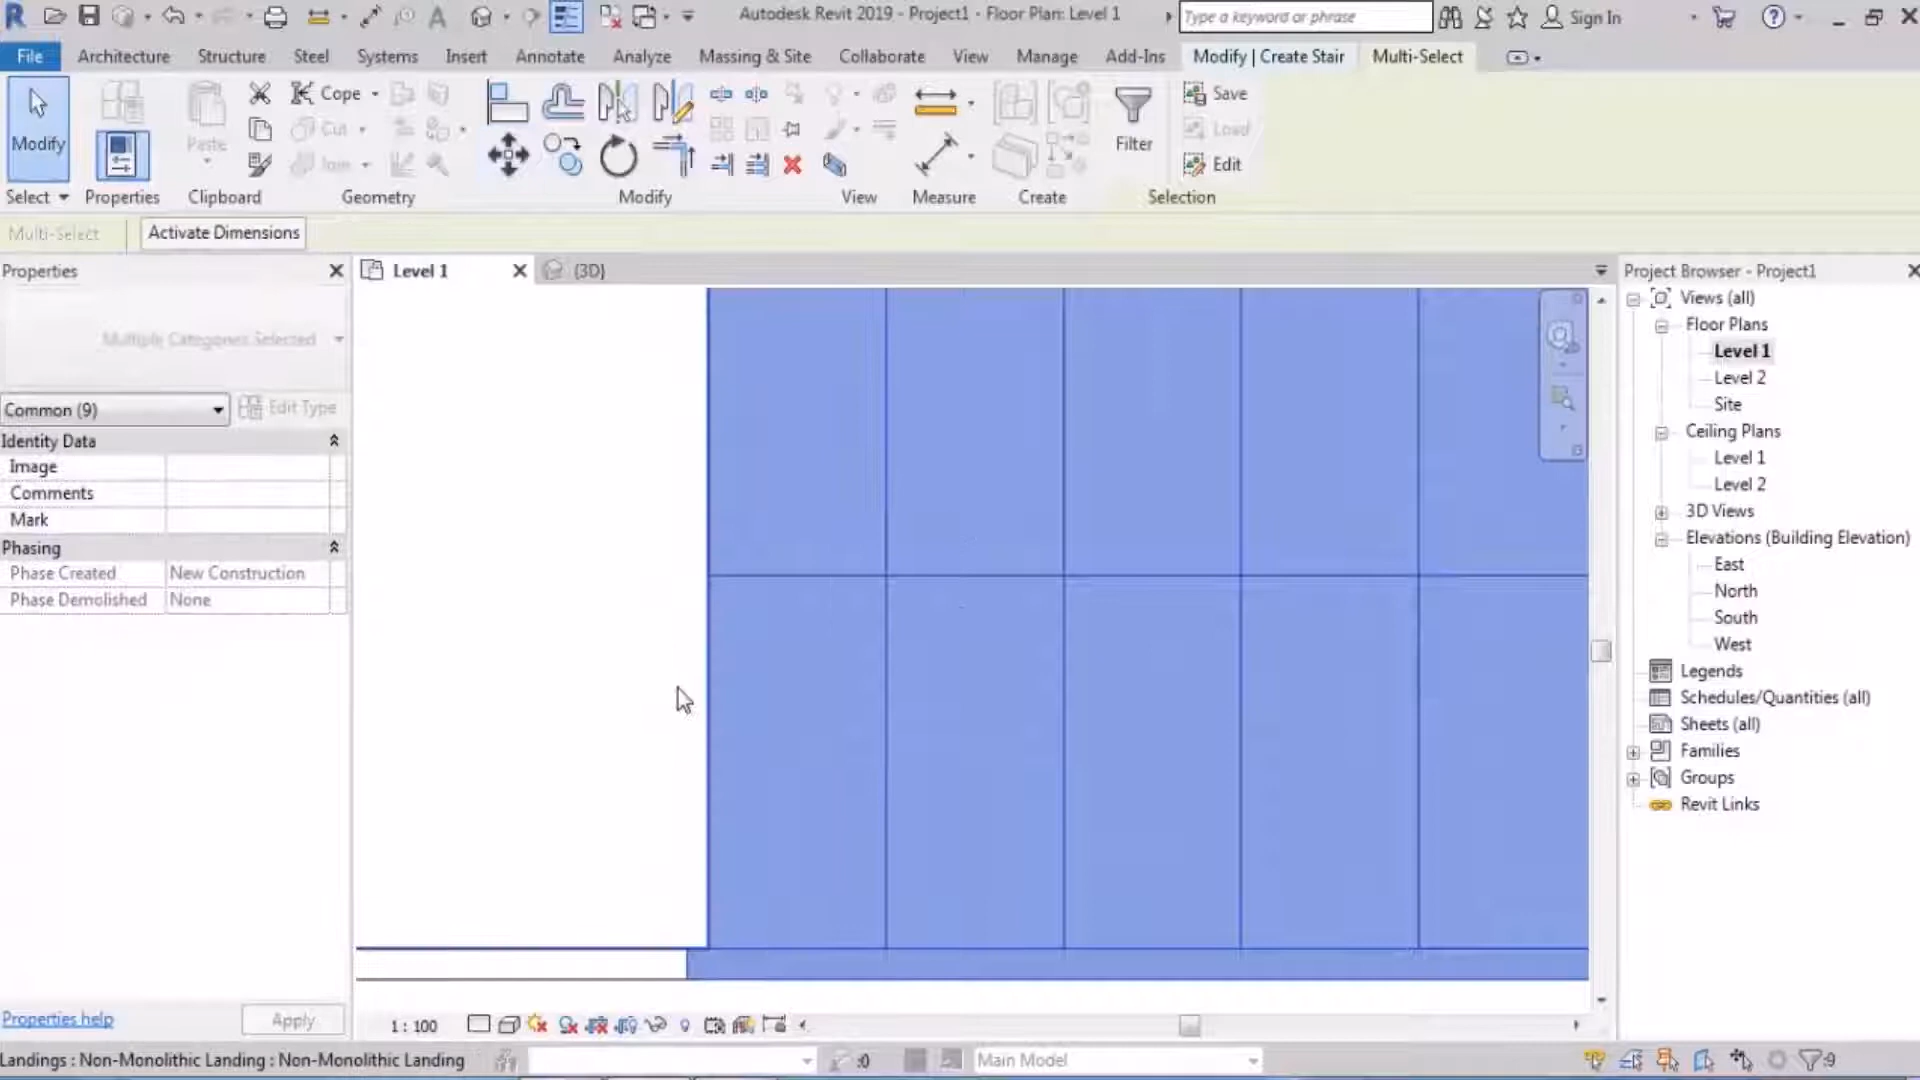 Autodesk Revit 2019 - Project1 - Floor Plan: Level 1
Type a keyword or phrase
Sign In
File
Architecture
Structure
Steel
Systems
Insert
Annotate
Analyze
Massing & Site
Collaborate
View
Manage
Add-Ins
Modify | Create Stair
Multi-Select
Modify
Paste
Cope
Cut
Join
Filter
Save
Load
Edit
Select
Properties
Clipboard
Geometry
Modify
View
Measure
Create
Selection
Multi-Select
Activate Dimensions
Properties
Multiple Categories Selected
Common (9)
Edit Type
Identity Data
Image
Comments
Mark
Phasing
Phase Created New Construction
Phase Demolished None
Properties help
Apply
Level 1
{3D}
1 : 100
Project Browser - Project1
Views (all)
Floor Plans
Level 1
Level 2
Site
Ceiling Plans
Level 1
Level 2
3D Views
Elevations (Building Elevation)
East
North
South
West
Legends
Schedules/Quantities (all)
Sheets (all)
Families
Groups
Revit Links
Landings : Non-Monolithic Landing : Non-Monolithic Landing
:0
Main Model
:9